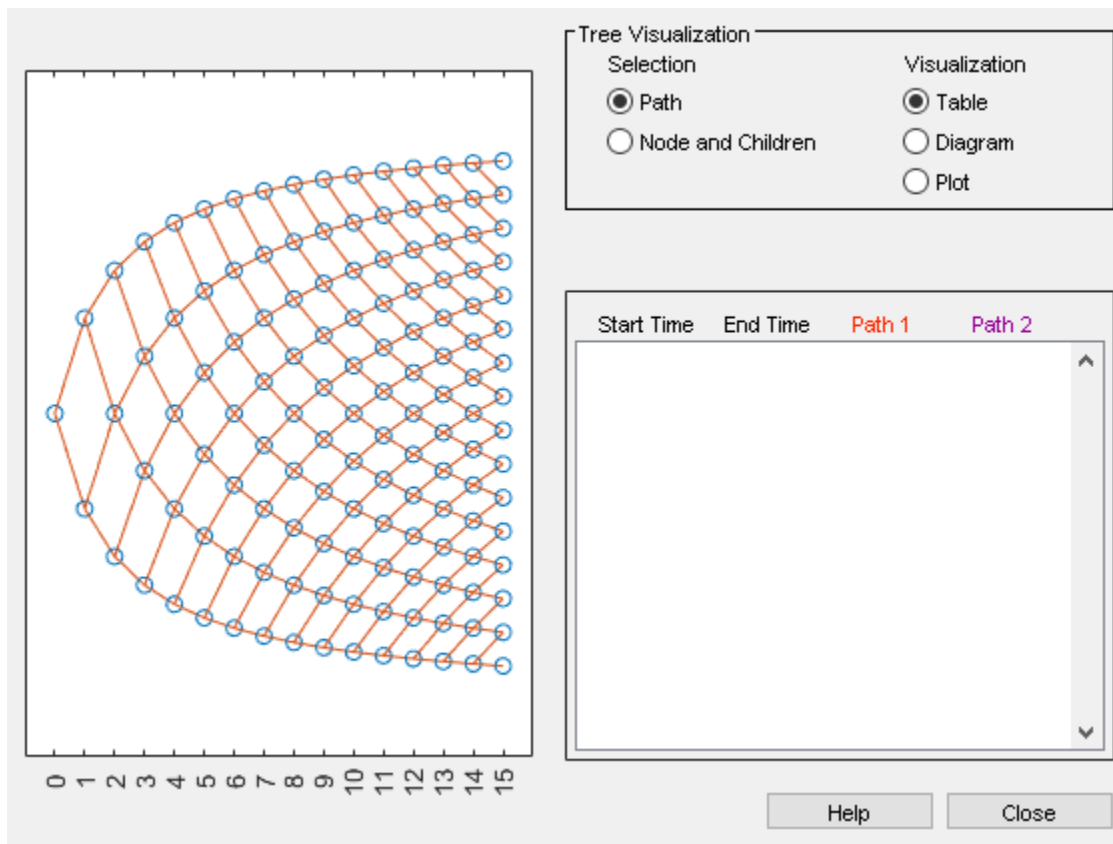 Tree Visualization
Selection
Visualization
Path
Table
Node and Children
Diagram
Plot
Start Time End Time Path 1 Path 2
0 1 2 3 4 5 6 7 8 9 10 11 12 13 14 15
Help
Close